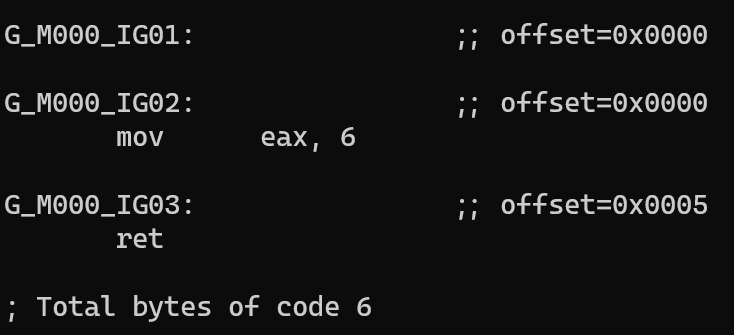 G_M000_IG01:                ;; offset=0x0000
G_M000_IG02:                ;; offset=0x0000
       mov      eax, 6
G_M000_IG03:                ;; offset=0x0005
       ret
; Total bytes of code 6